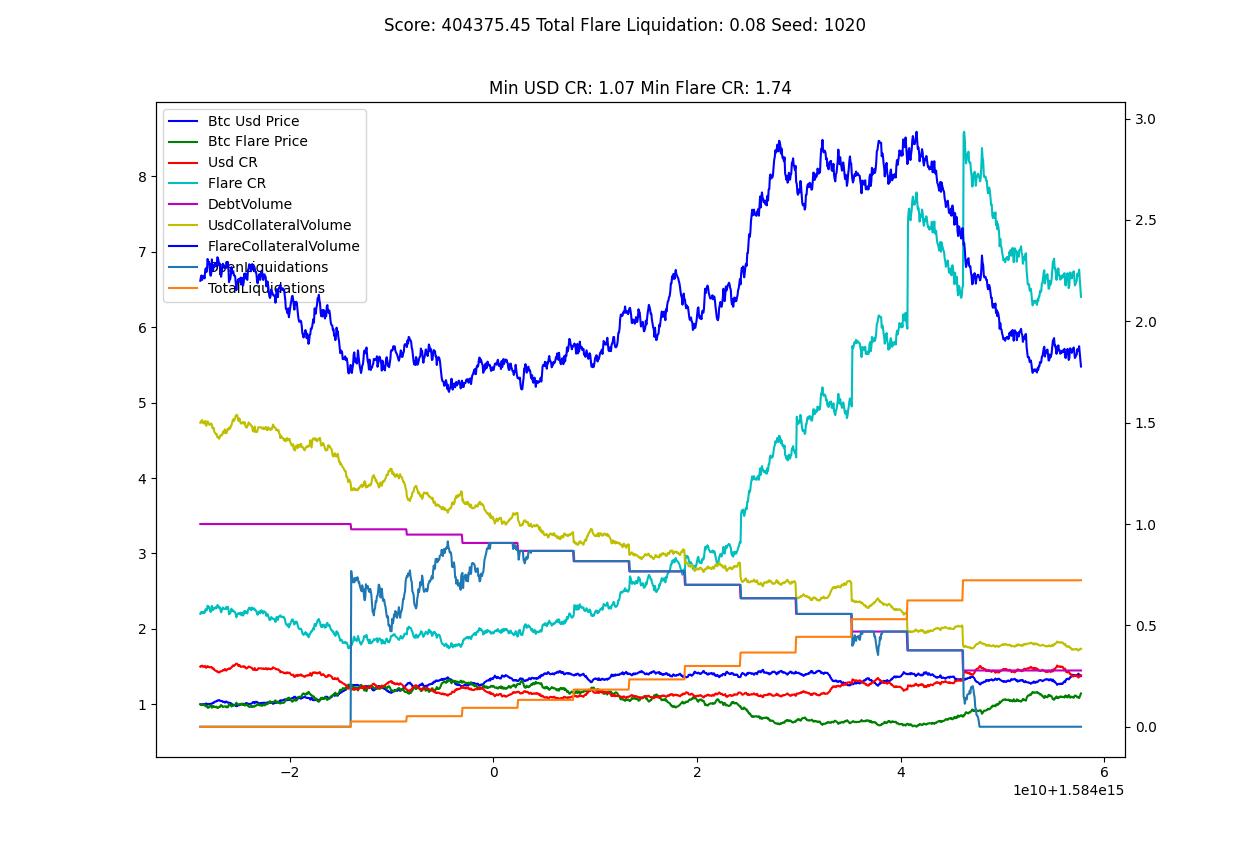 Score: 404375.45 Total Flare Liquidation: 0.08 Seed: 1020
Min USD CR: 1.07 Min Flare CR: 1.74
Btc Usd Price
Btc Flare Price
Usd CR
Flare CR
DebtVolume
UsdCollateralVolume
FlareCollateralVolume
OpenLiquidations
TotalLiquidations
8
7
6
5
4
3
2
1
3.0
2.5
2.0
1.5
1.0
0.5
0.0
−2 0 2 4 6
1e10+1.584e15